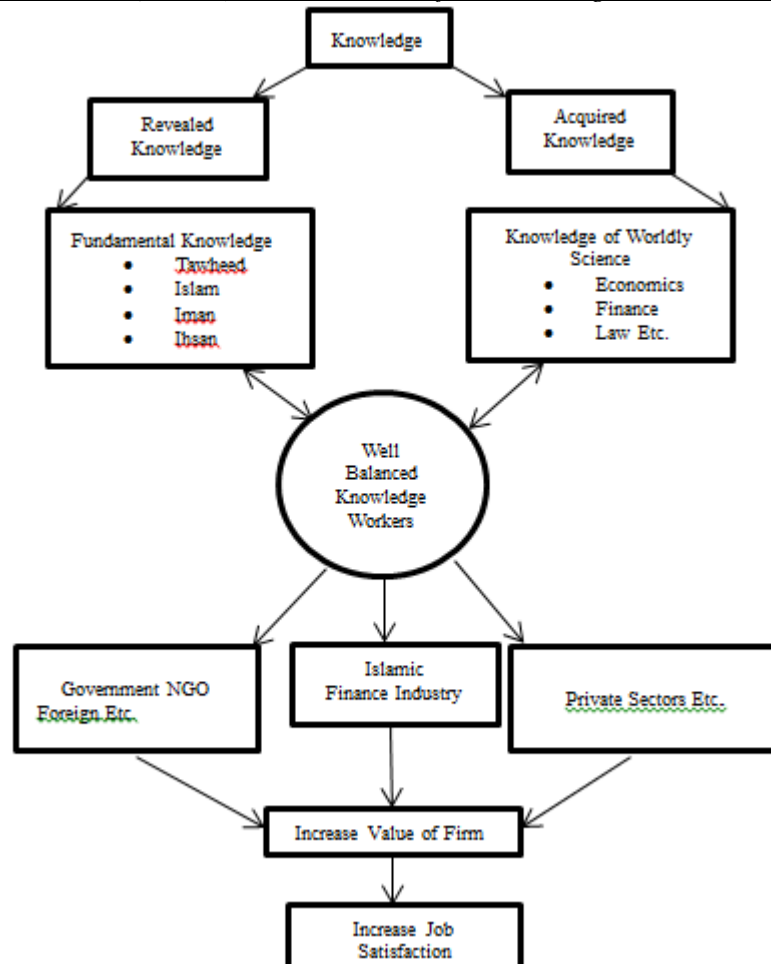 Knowledge
Revealed
Knowledge
Acquired
Knowledge
Fundamental Knowledge
• Tawheed
• Islam
• Iman
• Ihsan
Knowledge of Worldly
Science
• Economics
• Finance
• Law Etc.
Well
Balanced
Knowledge
Workers
Government NGO
Foreign Etc.
Islamic
Finance Industry
Private Sectors Etc.
Increase Value of Firm
Increase Job
Satisfaction